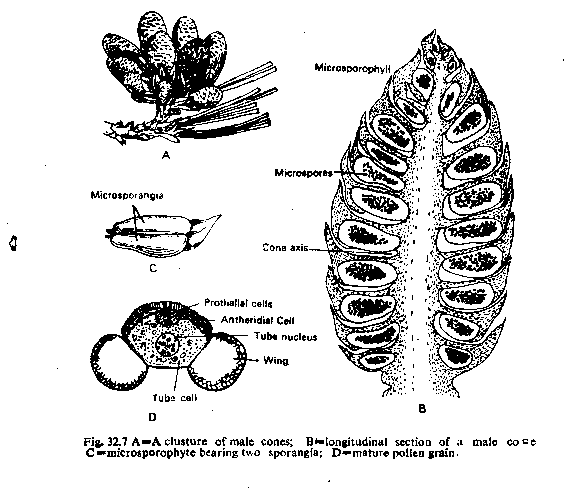 Microsporophyll
A
Microspores
Microsporangia
Cone axis
C
Prothallial cells
Antheridial Cell
Tube nucleus
Wing
Tube cell
D
B
Fig. 32.7 A=A clusture of male cones; B=longitudinal section of a male cone
C=microsporophyte bearing two sporangia; D=mature pollen grain.